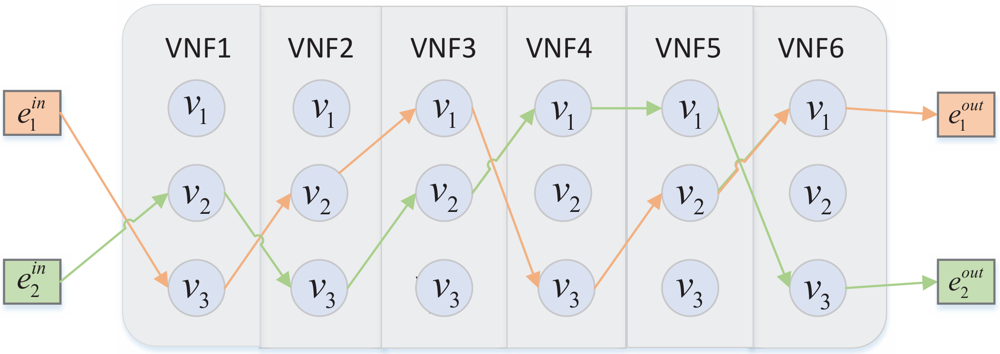 VNF1 VNF2 VNF3 VNF4 VNF5 VNF6
e₁ⁱⁿ v₁ v₁ v₁ v₁ v₁ v₁ e₁ᵒᵘᵗ
v₂ v₂ v₂ v₂ v₂ v₂
e₂ⁱⁿ v₃ v₃ v₃ v₃ v₃ v₃ e₂ᵒᵘᵗ